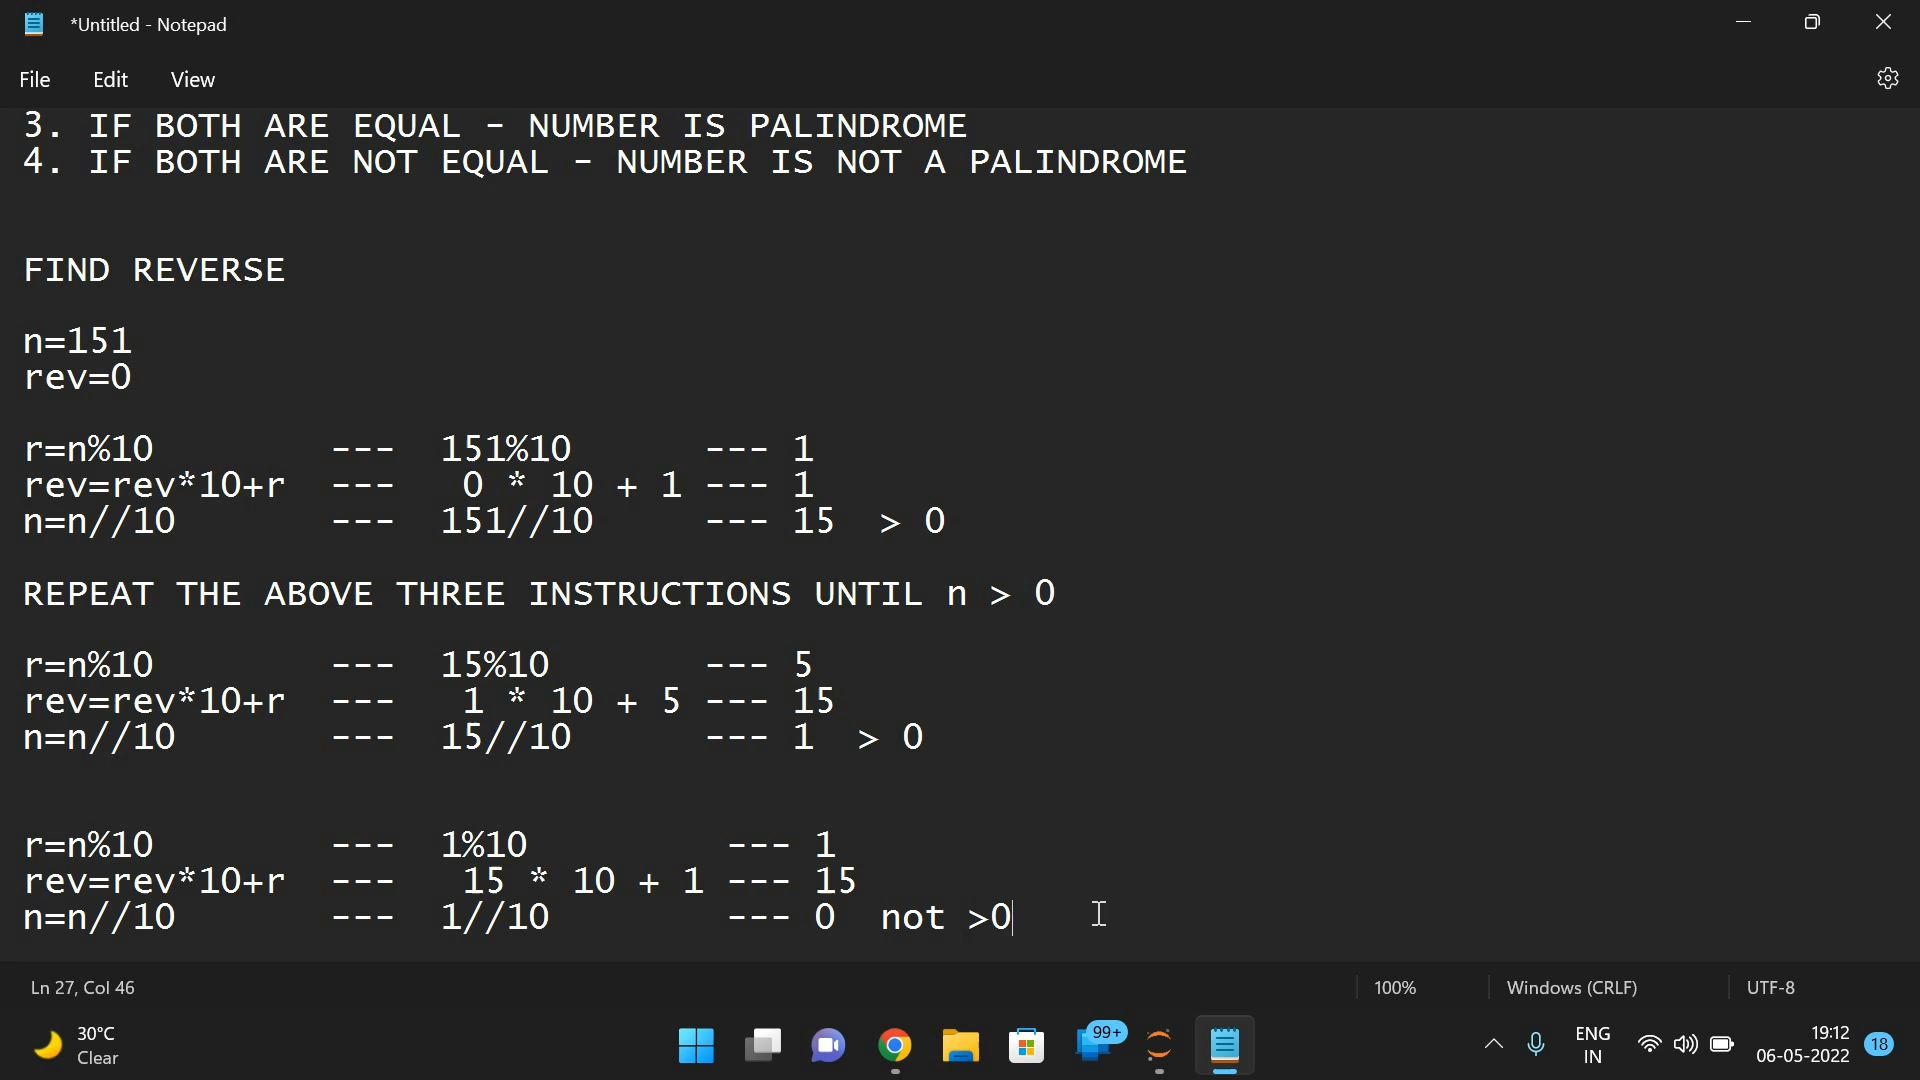 *Untitled - Notepad
File Edit View
3. IF BOTH ARE EQUAL - NUMBER IS PALINDROME
4. IF BOTH ARE NOT EQUAL - NUMBER IS NOT A PALINDROME
FIND REVERSE
n=151
rev=0
r=n%10 --- 151%10 --- 1
rev=rev*10+r --- 0 * 10 + 1 --- 1
n=n//10 --- 151//10 --- 15 > 0
REPEAT THE ABOVE THREE INSTRUCTIONS UNTIL n > 0
r=n%10 --- 15%10 --- 5
rev=rev*10+r --- 1 * 10 + 5 --- 15
n=n//10 --- 15//10 --- 1 > 0
r=n%10 --- 1%10 --- 1
rev=rev*10+r --- 15 * 10 + 1 --- 15
n=n//10 --- 1//10 --- 0 not >0
Ln 27, Col 46 100% Windows (CRLF) UTF-8
30°C
Clear
99+
ENG
IN
19:12
06-05-2022
18